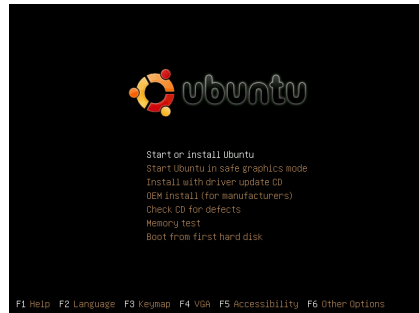 ubuntu
Start or install Ubuntu
Start Ubuntu in safe graphics mode
Install with driver update CD
OEM install (for manufacturers)
Check CD for defects
Memory test
Boot from first hard disk
F1 Help F2 Language F3 Keymap F4 VGA F5 Accessibility F6 Other Options